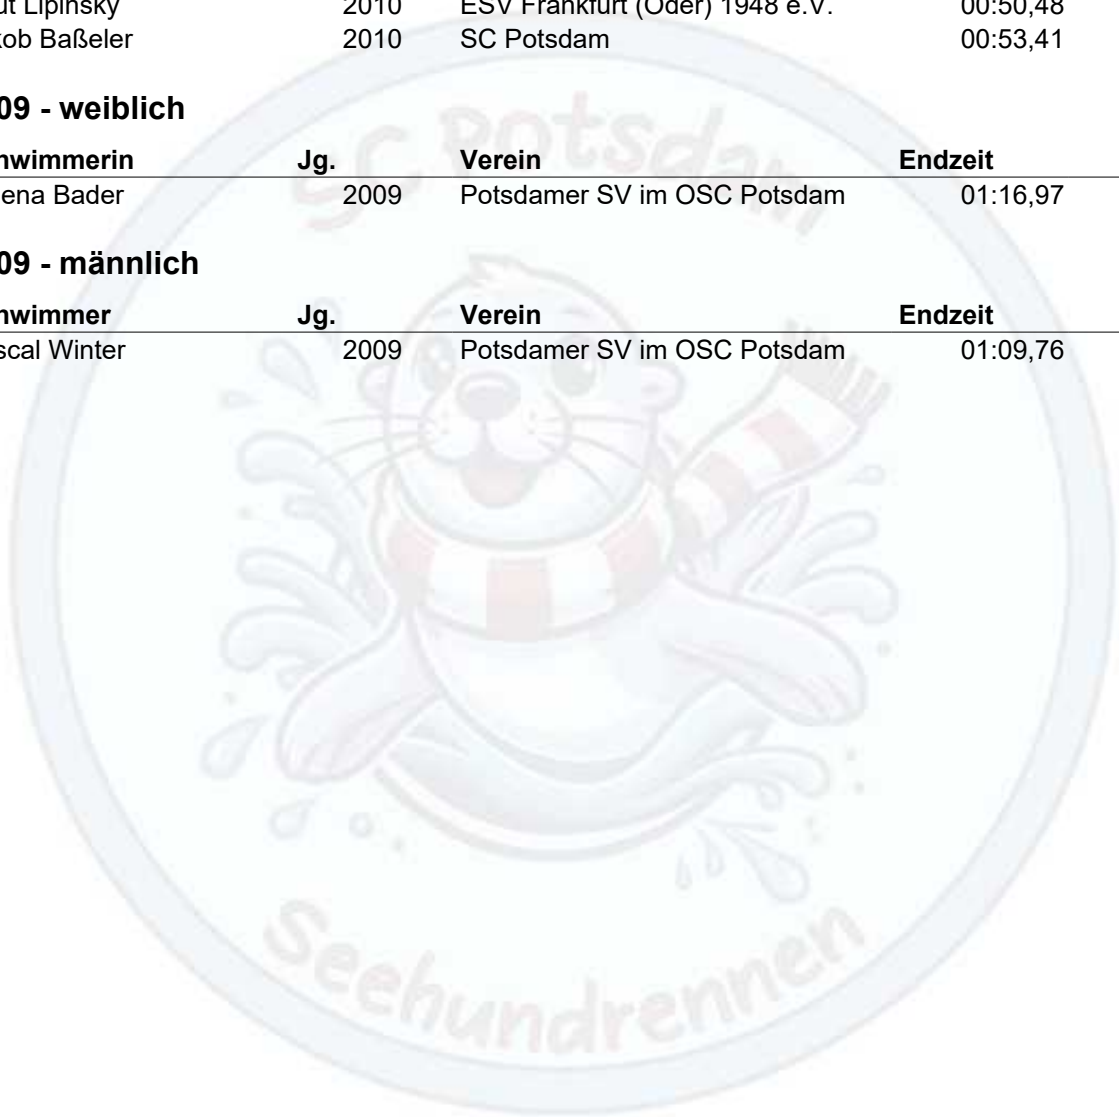 ut Lipinsky 2010 ESV Frankfurt (Oder) 1948 e.V. 00:50,48
kob Baßeler 2010 SC Potsdam 00:53,41
09 - weiblich
hwimmerin Jg. Verein Endzeit
ena Bader 2009 Potsdamer SV im OSC Potsdam 01:16,97
09 - männlich
hwimmer Jg. Verein Endzeit
scal Winter 2009 Potsdamer SV im OSC Potsdam 01:09,76
SC Potsdam
Seehundrennen